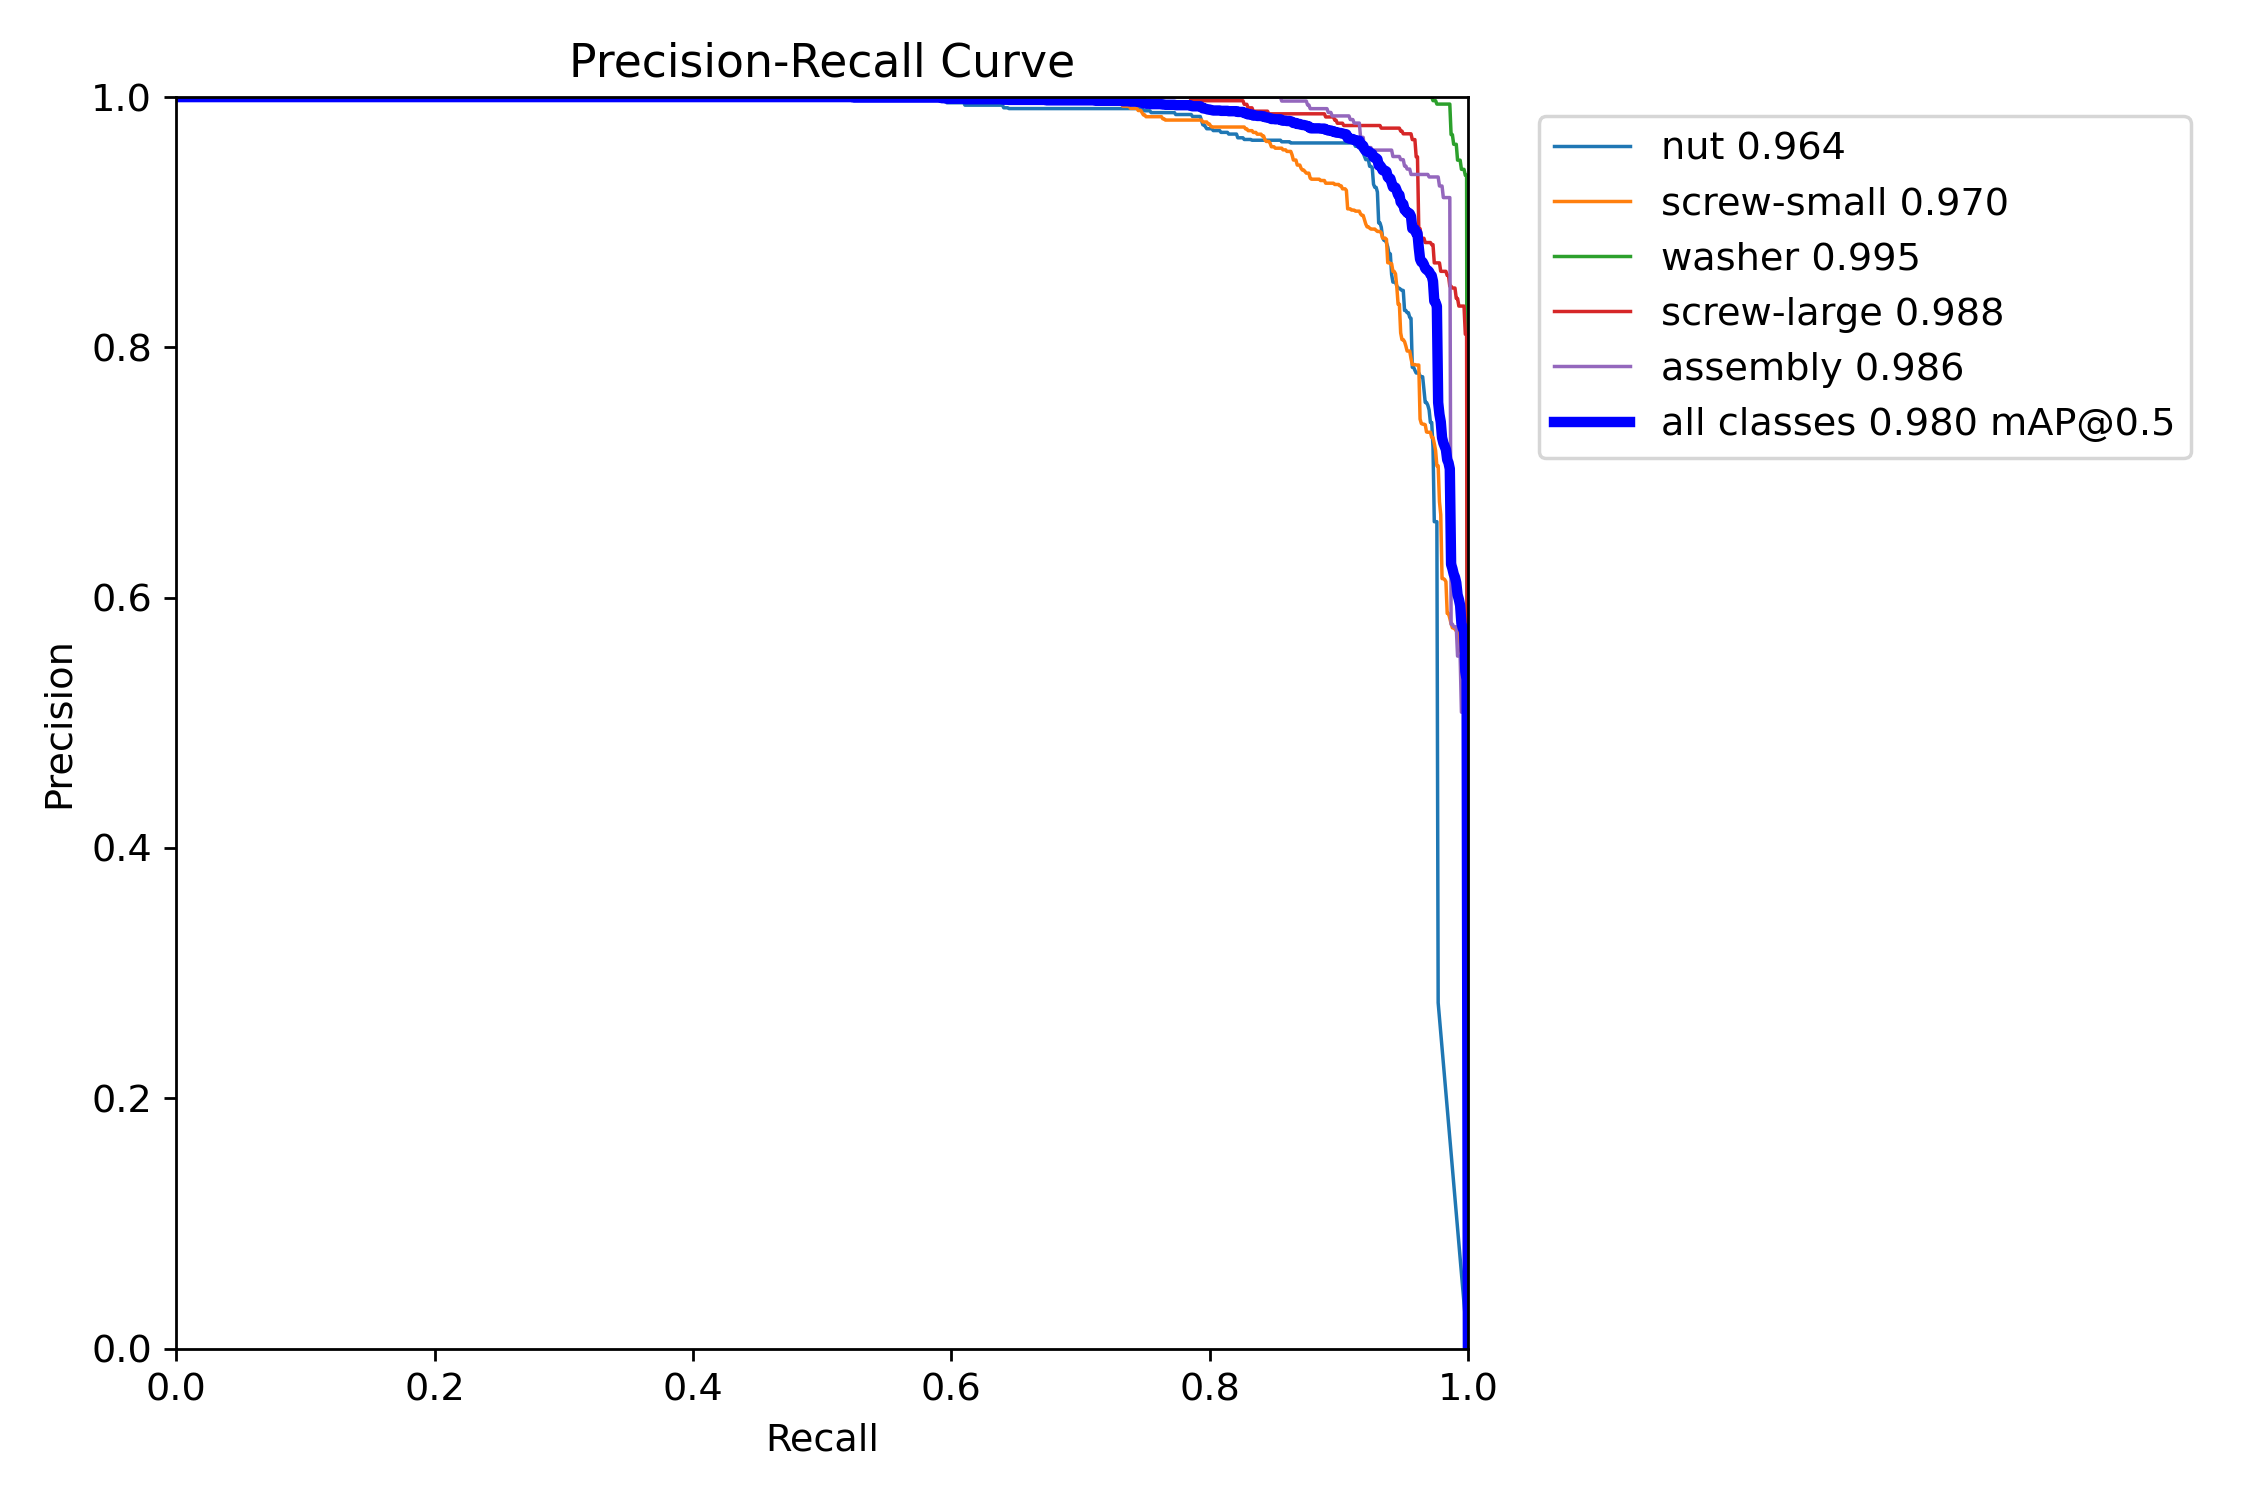 Precision-Recall Curve
1.0
0.8
0.6
0.4
0.2
0.0
Precision
0.0 0.2 0.4 0.6 0.8 1.0
Recall
nut 0.964
screw-small 0.970
washer 0.995
screw-large 0.988
assembly 0.986
all classes 0.980 mAP@0.5